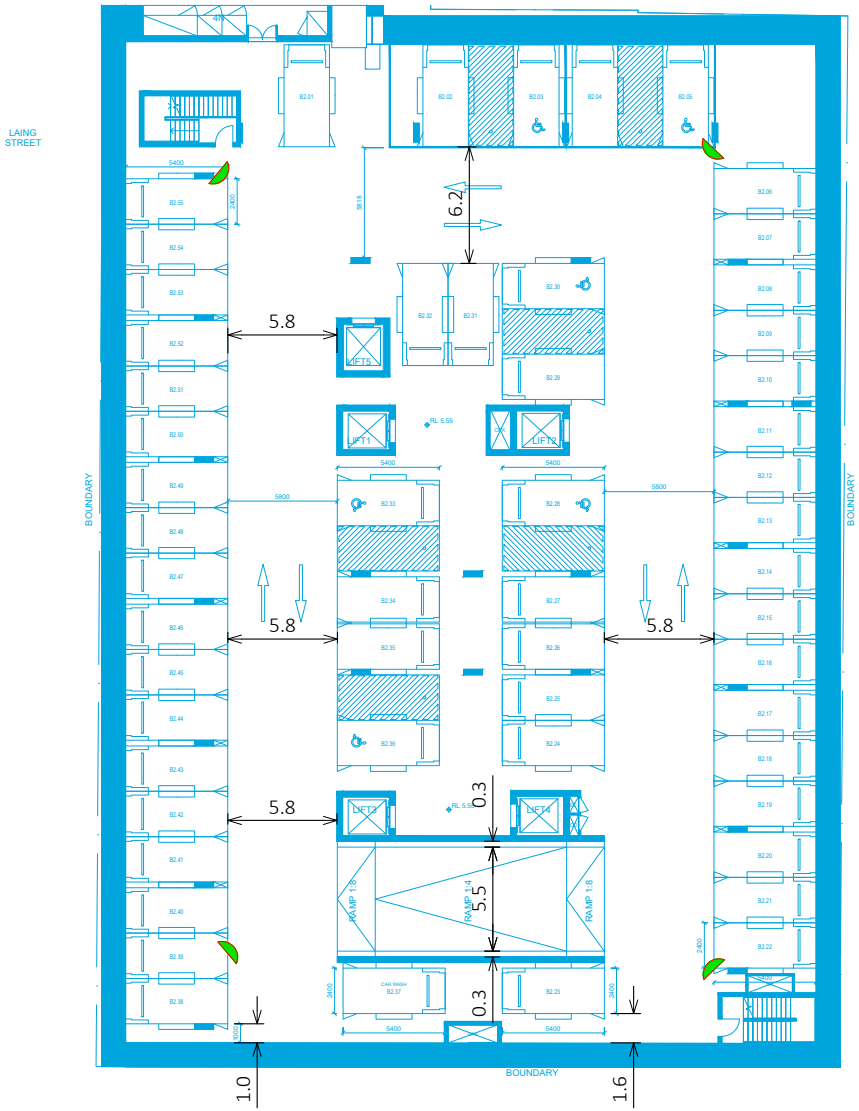 476
B2.01
B2.02
B2.03
B2.04
B2.05
LAING
STREET
5400
2400
5818
6.2
B2.55
B2.54
B2.53
B2.52
B2.51
B2.50
B2.49
B2.48
B2.47
B2.46
B2.45
B2.44
B2.43
B2.42
B2.41
B2.40
B2.39
B2.38
B2.06
B2.07
B2.08
B2.09
B2.10
B2.11
B2.12
B2.13
B2.14
B2.15
B2.16
B2.17
B2.18
B2.19
B2.20
B2.21
B2.22
B2.32
B2.31
B2.30
B2.29
5.8
LIFT5
LIFT1
RL 5.55
LIFT2
BOUNDARY
BOUNDARY
5400
5400
5800
5800
B2.33
B2.28
B2.34
B2.27
B2.35
B2.26
5.8
5.8
B2.25
B2.36
B2.24
5.8
LIFT3
RL 5.55
LIFT4
0.3
RAMP 1:8
RAMP 1:4
RAMP 1:8
5.5
2400
5400
2400
CAR WASH
B2.37
B2.23
2400
0.3
5400
5400
1000
1.0
1.6
BOUNDARY